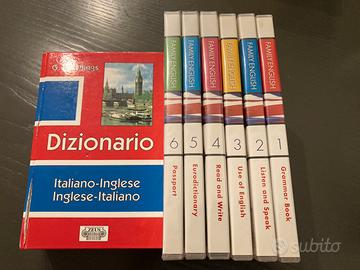 Dizionario
Italiano-Inglese
Inglese-Italiano
ZEUS
FAMILY ENGLISH
6
Passport
FAMILY ENGLISH
5
Eurodictionary
FAMILY ENGLISH
4
Read and Write
FAMILY ENGLISH
3
Use of English
FAMILY ENGLISH
2
Listen and Speak
FAMILY ENGLISH
1
Grammar Book
subito